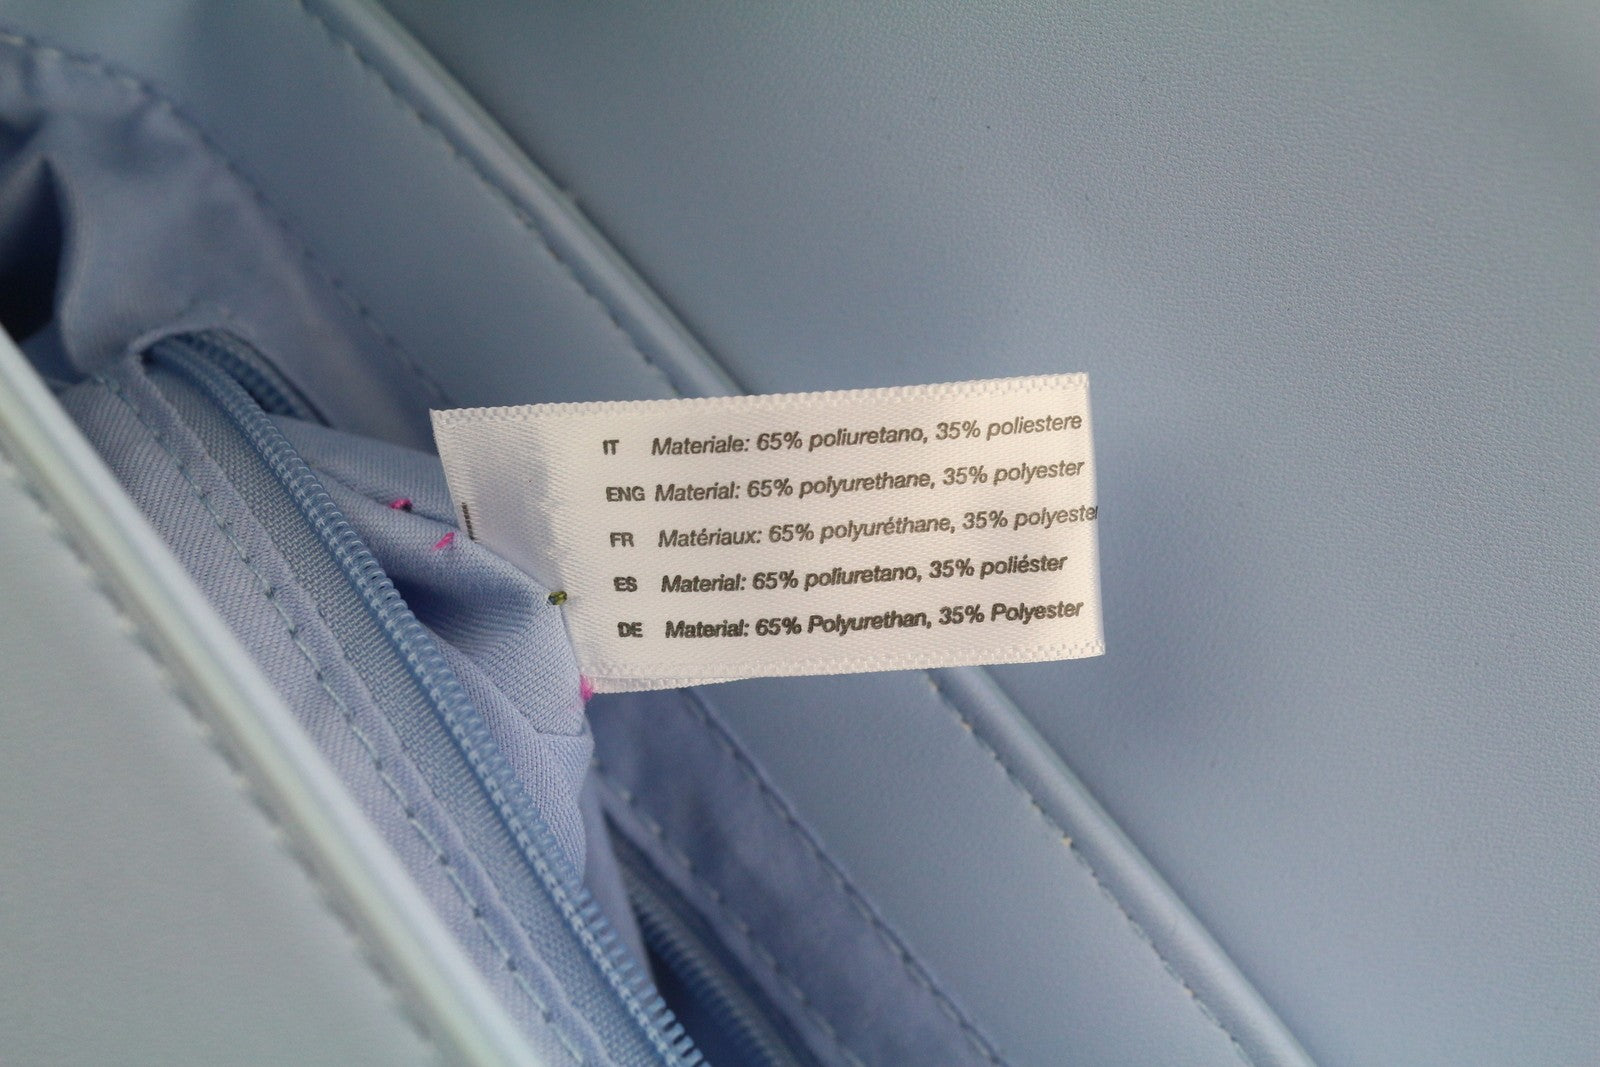 IT Materiale: 65% poliuretano, 35% poliestere
ENG Material: 65% polyurethane, 35% polyester
FR Matériaux: 65% polyuréthane, 35% polyester
ES Material: 65% poliuretano, 35% poliéster
DE Material: 65% Polyurethan, 35% Polyester